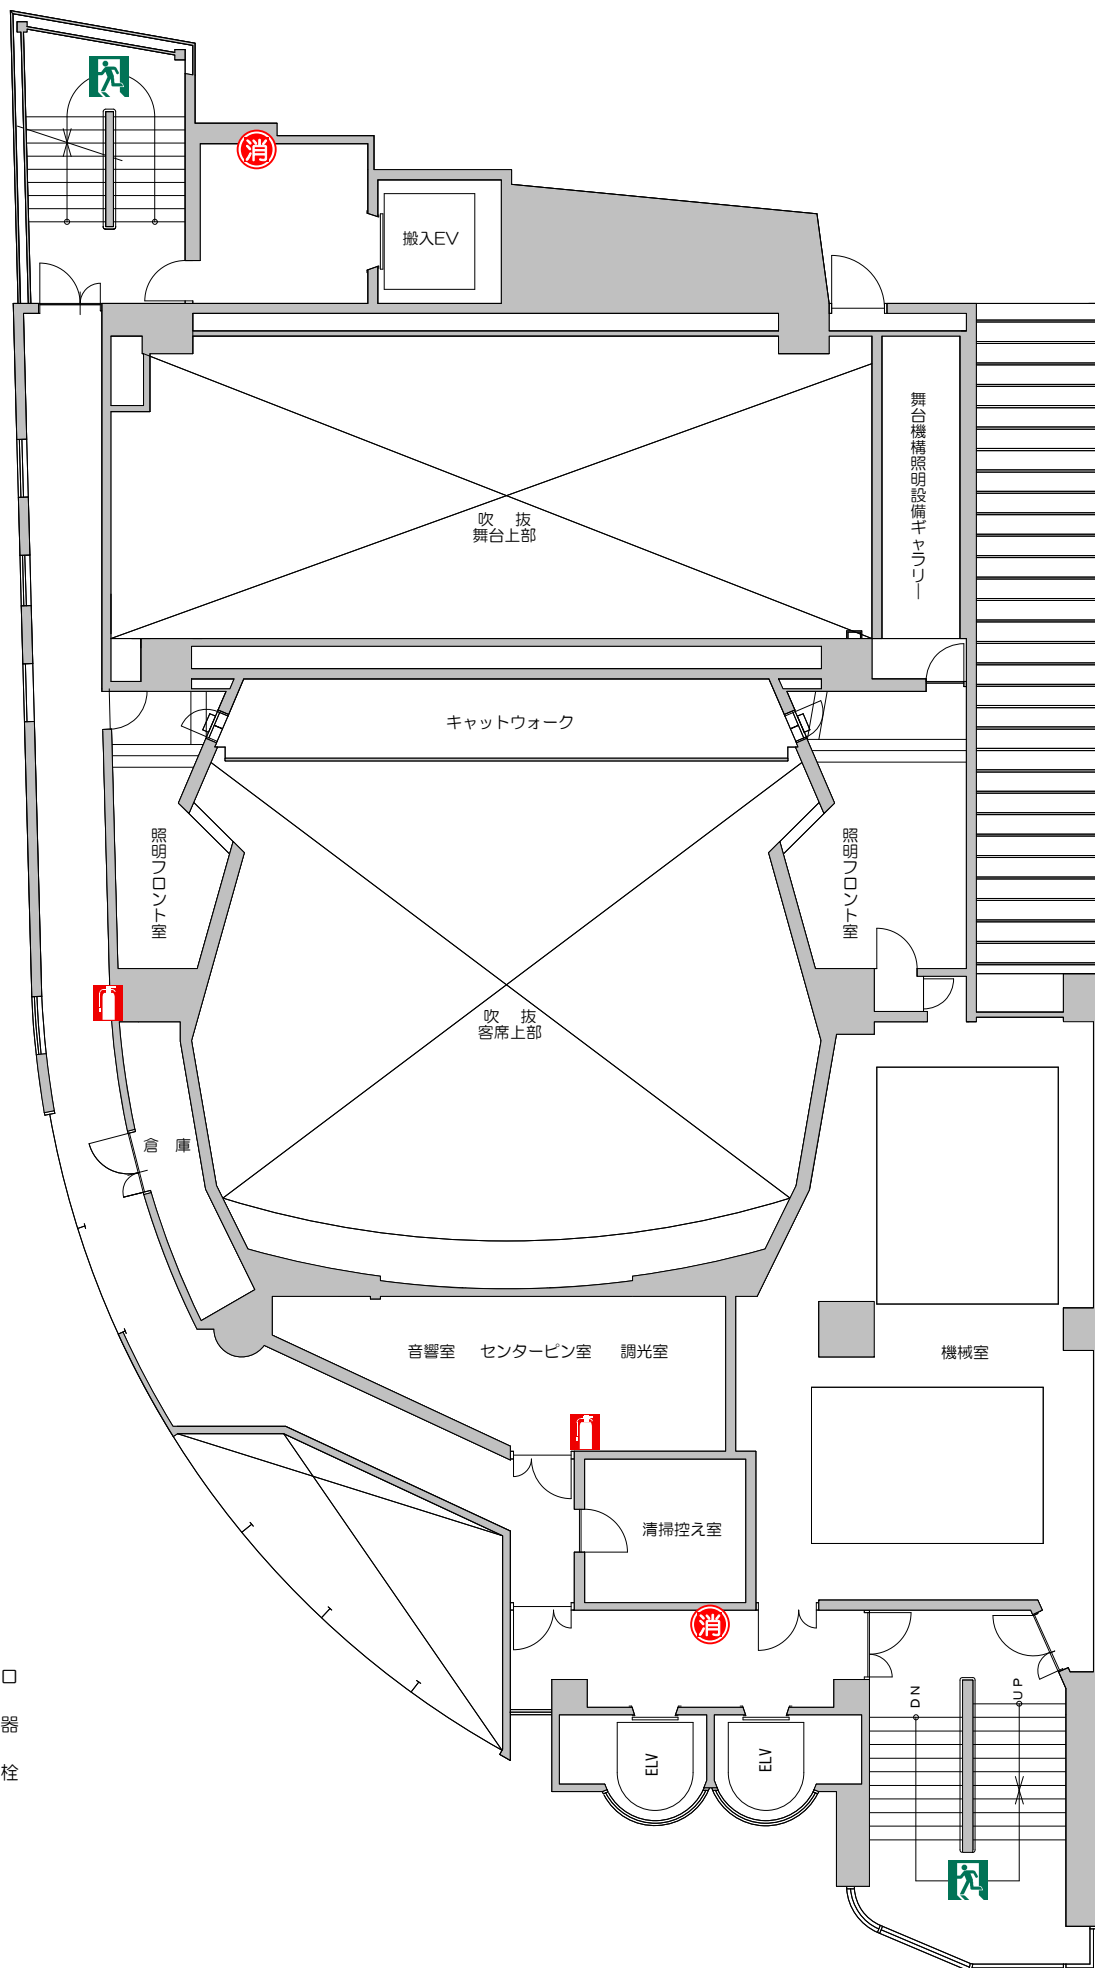 消
搬入EV
舞台機構照明設備ギャラリー
吹 抜
舞台上部
キャットウォーク
照明フロント室
照明フロント室
吹 抜
客席上部
倉 庫
音響室 センターピン室 調光室
機械室
清掃控え室
消
口
器
栓
DN
UP
ELV
ELV